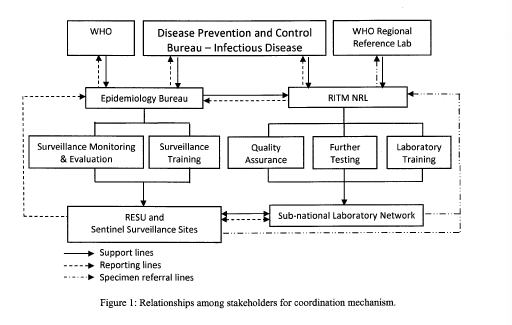 WHO
Disease Prevention and Control
Bureau – Infectious Disease
WHO Regional
Reference Lab
Epidemiology Bureau
RITM NRL
Surveillance Monitoring
& Evaluation
Surveillance
Training
Quality
Assurance
Further
Testing
Laboratory
Training
RESU and
Sentinel Surveillance Sites
Sub-national Laboratory Network
Support lines
Reporting lines
Specimen referral lines
Figure 1: Relationships among stakeholders for coordination mechanism.